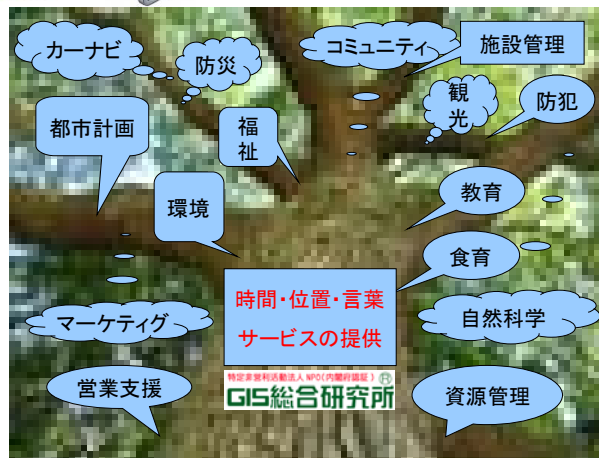 カーナビ
防災
コミュニティ
施設管理
観
光
防犯
都市計画
福
祉
環境
教育
食育
時間・位置・言葉
サービスの提供
マーケティグ
自然科学
特定非営利活動法人 NPO(内閣府認証) Ⓡ
GIS総合研究所
営業支援
資源管理